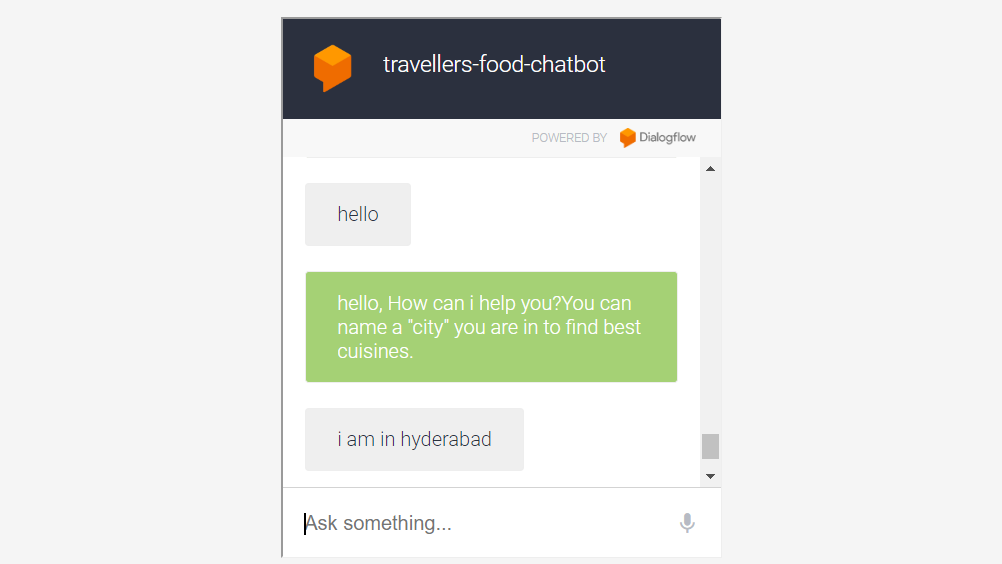 travellers-food-chatbot
POWERED BY Dialogflow
hello
hello, How can i help you?You can
name a "city" you are in to find best
cuisines.
i am in hyderabad
Ask something...